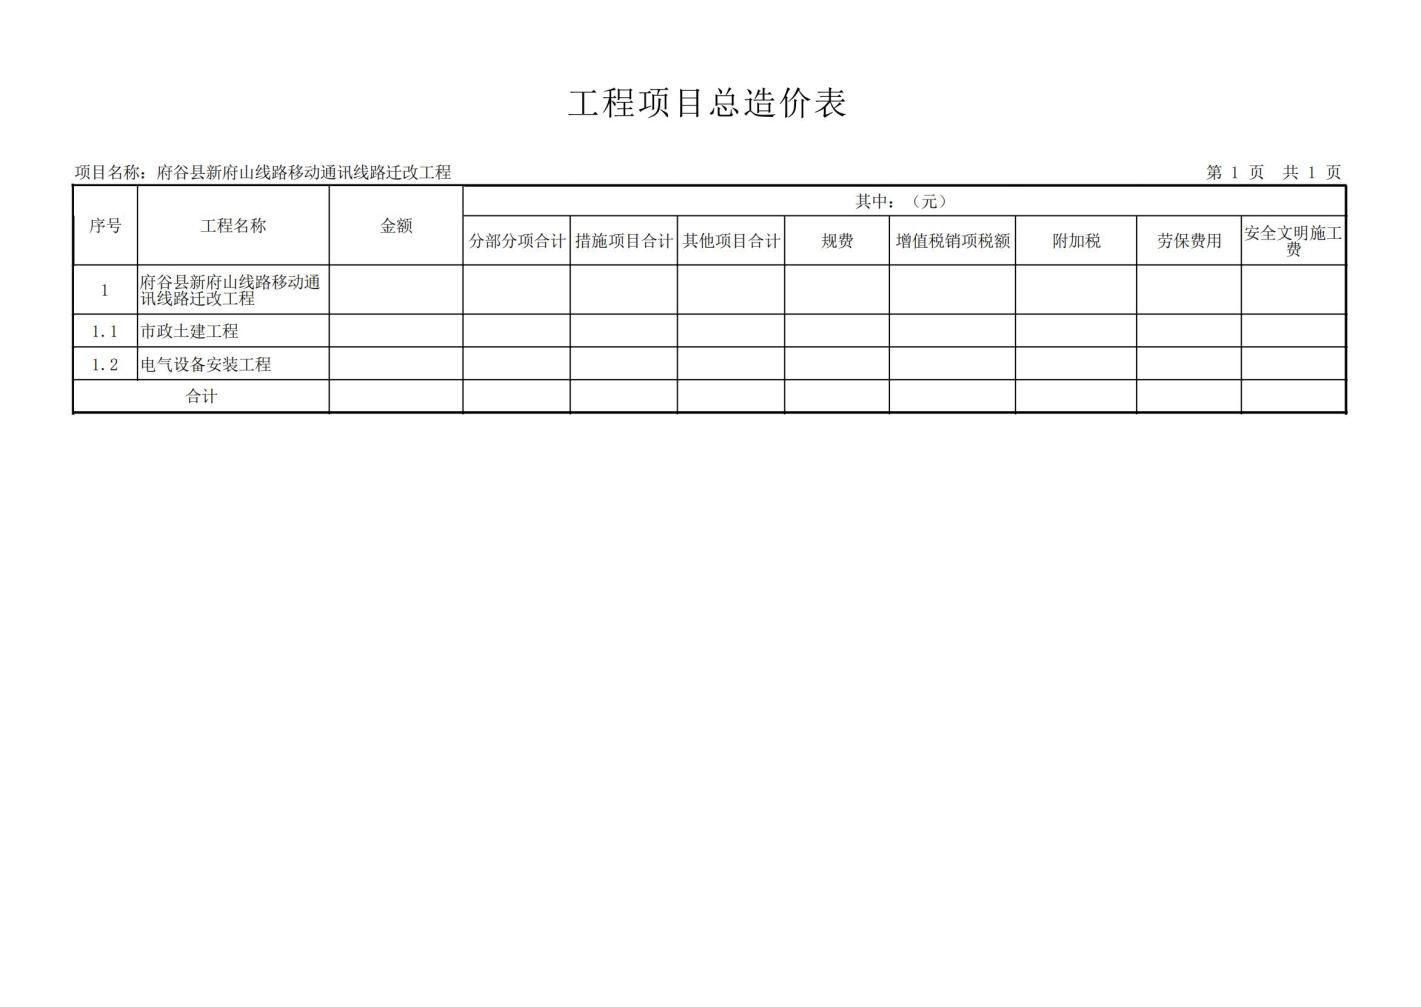 工程项目总造价表
项目名称：府谷县新府山线路移动通讯线路迁改工程 第 1 页 共 1 页
序号 工程名称 金额 其中：（元）
分部分项合计 措施项目合计 其他项目合计 规费 增值税销项税额 附加税 劳保费用 安全文明施工
费
1 府谷县新府山线路移动通
讯线路迁改工程
1.1 市政土建工程
1.2 电气设备安装工程
合计